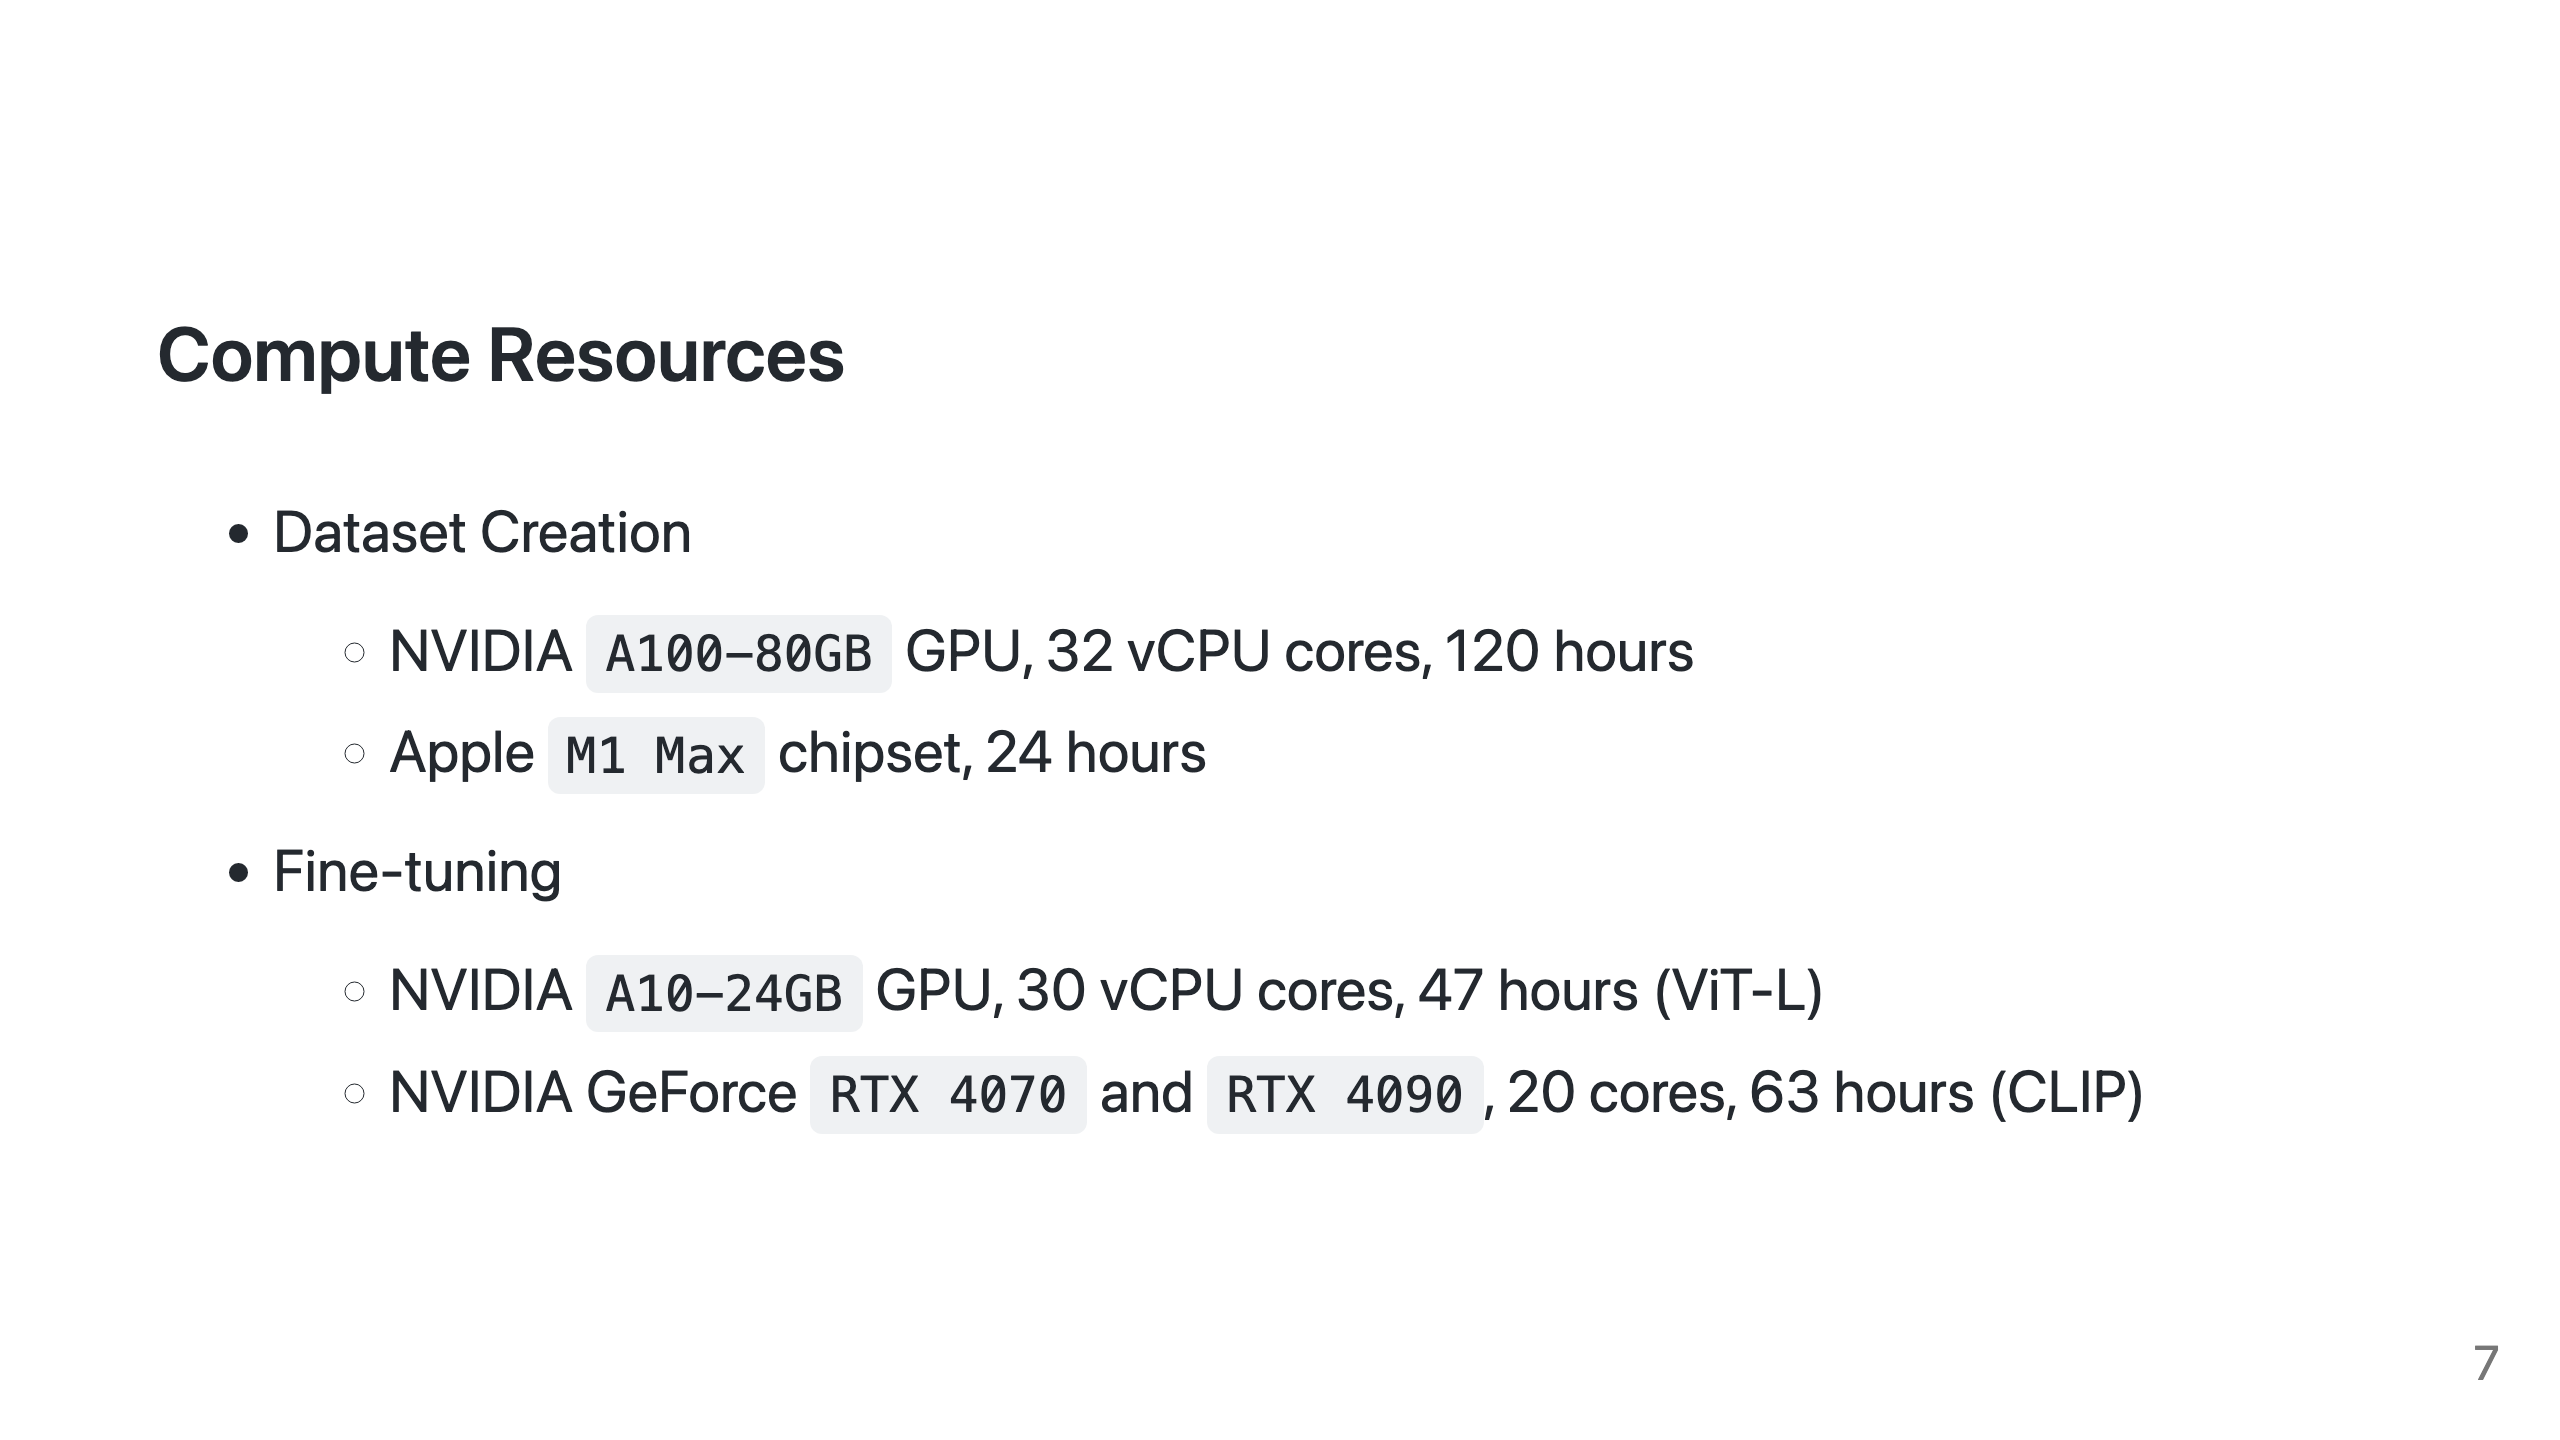 Compute Resources
Dataset Creation
NVIDIA A100-80GB GPU, 32 vCPU cores, 120 hours
Apple M1 Max chipset, 24 hours
Fine-tuning
NVIDIA A10-24GB GPU, 30 vCPU cores, 47 hours (ViT-L)
NVIDIA GeForce RTX 4070 and RTX 4090, 20 cores, 63 hours (CLIP)
7